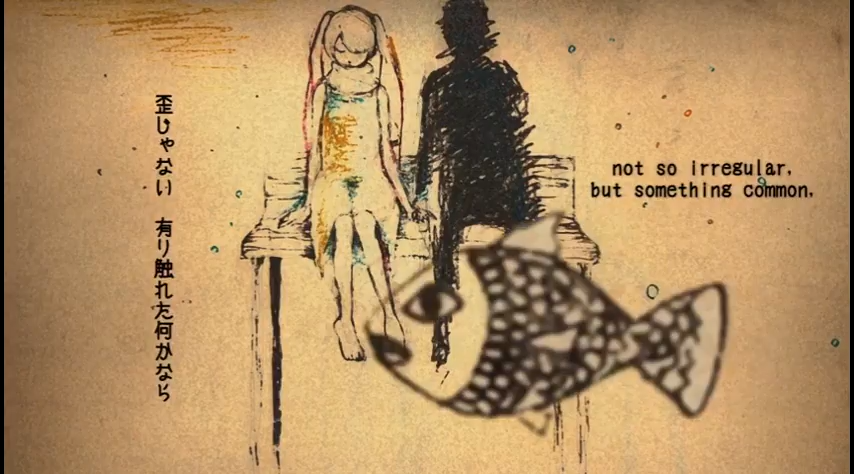 歪じゃない 有り触れた何かなら
not so irregular,
but something common.